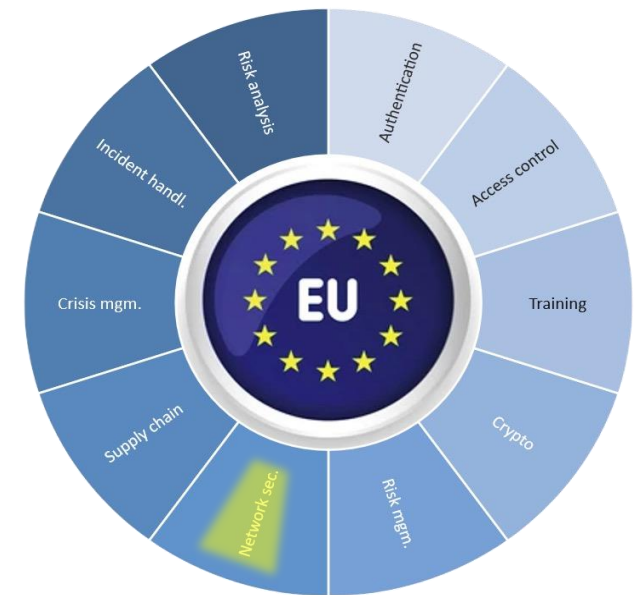 Risk analysis
Authentication
Access control
Training
Crypto
Risk mgm.
Network sec.
Supply chain
Crisis mgm.
Incident handl.
EU